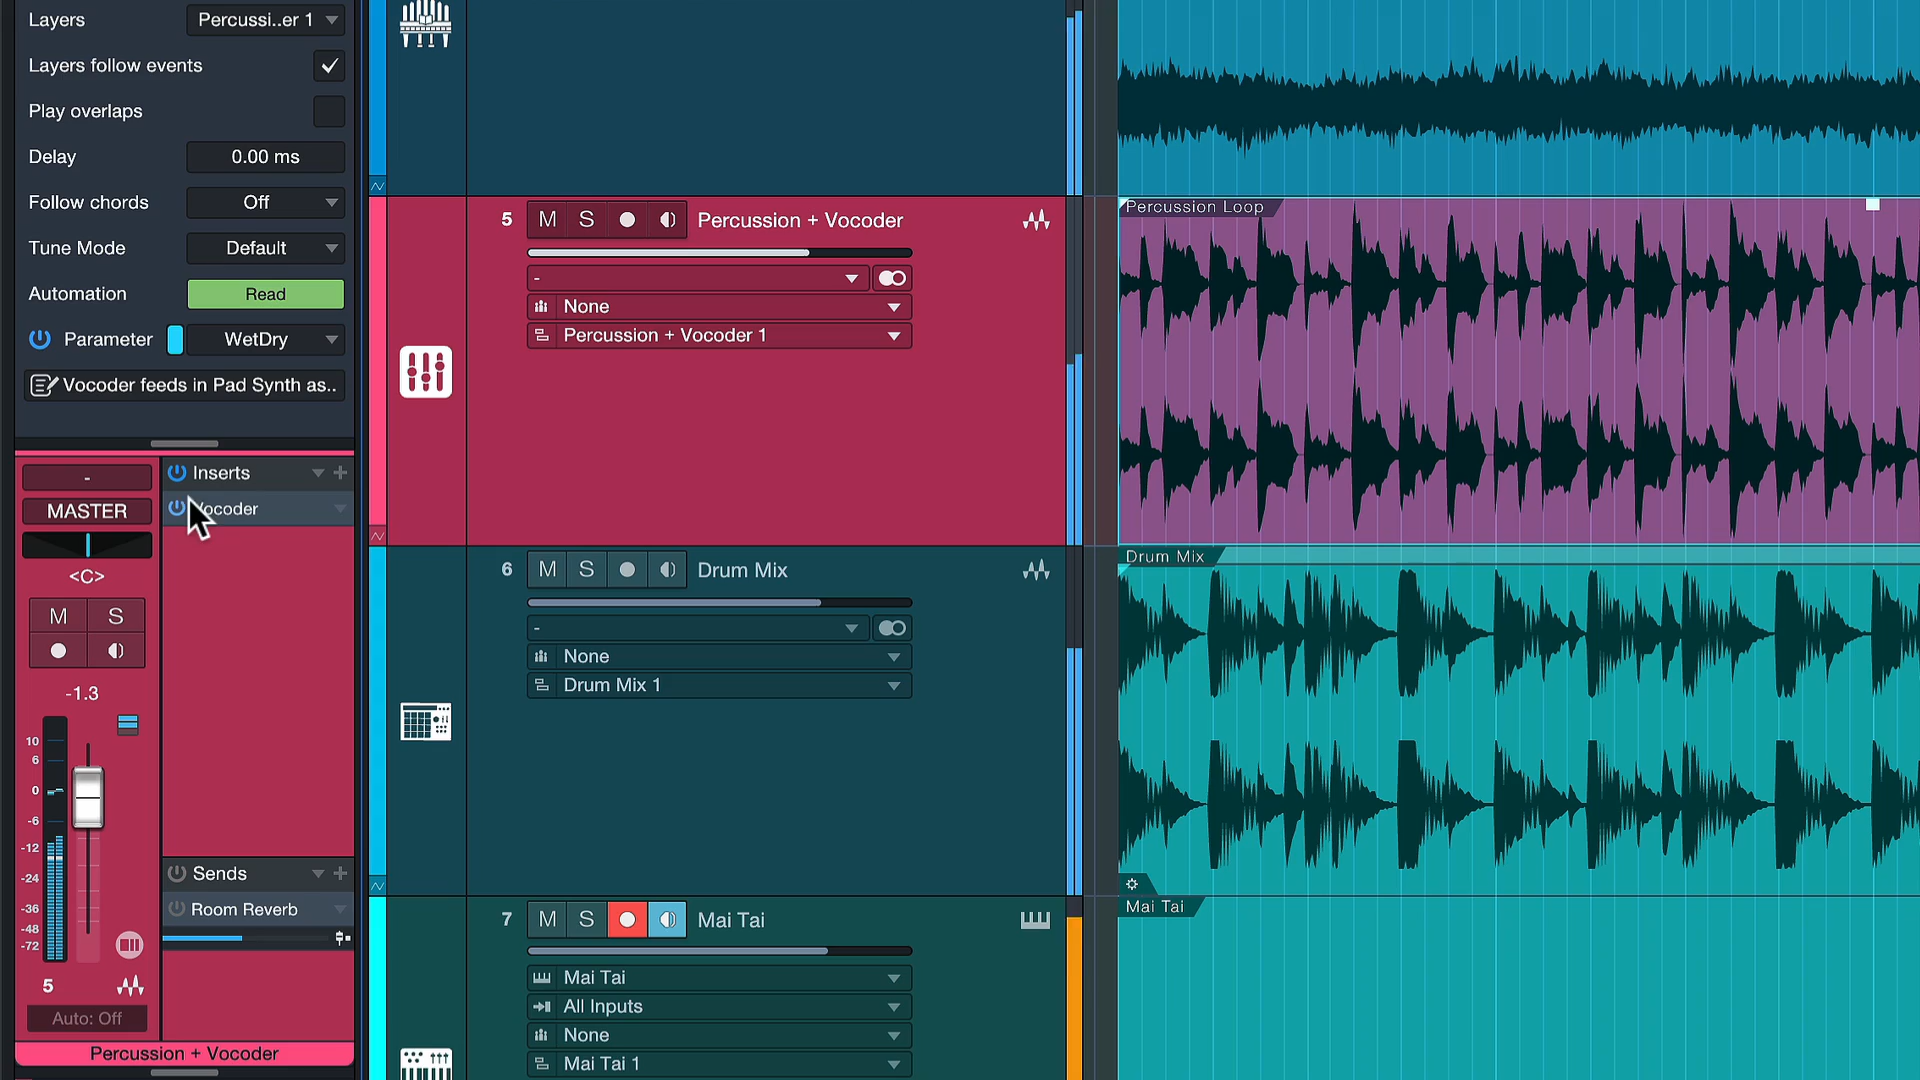 Layers Percussi..er 1
Layers follow events
Play overlaps
Delay 0.00 ms
Follow chords Off
Tune Mode Default
Automation Read
Parameter WetDry
Vocoder feeds in Pad Synth as..
-
MASTER
<C>
M S
-1.3
10
6
0
-6
-12
-24
-36
-48
-72
5
Auto: Off
Percussion + Vocoder
Inserts
ocoder
Sends
Room Reverb
5 M S Percussion + Vocoder
-
None
Percussion + Vocoder 1
6 M S Drum Mix
-
None
Drum Mix 1
7 M S Mai Tai
Mai Tai
All Inputs
None
Mai Tai 1
Percussion Loop
Drum Mix
Mai Tai